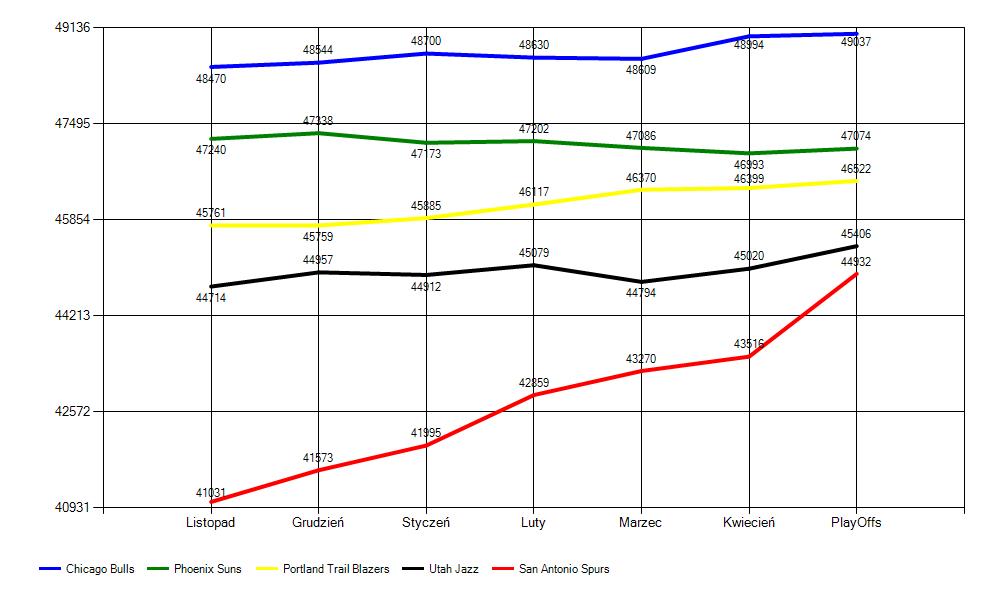 49136
47495
45854
44213
42572
40931
48470 48544 48700 48630 48609 48994 49037
47240 47338 47173 47202 47086 46993 47074
45761 45759 45885 46117 46370 46399 46522
44714 44957 44912 45079 44794 45020 45406
41031 41573 41995 42859 43270 43516 44932
Listopad Grudzień Styczeń Luty Marzec Kwiecień PlayOffs
Chicago Bulls Phoenix Suns Portland Trail Blazers Utah Jazz San Antonio Spurs